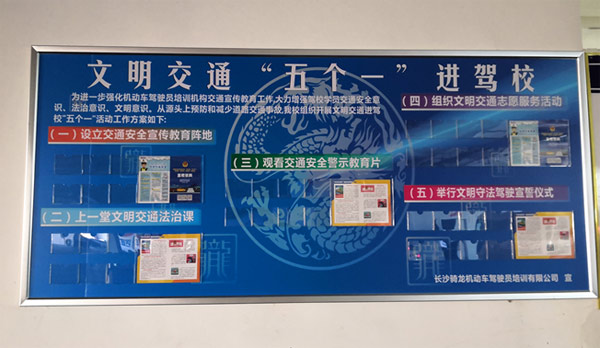 文明交通“五个一”进驾校
为进一步强化机动车驾驶员培训机构交通宣传教育工作,大力增强驾校学员交通安全意
识、法治意识、文明意识，从源头上预防和减少道路交通事故,我校组织开展文明交通进驾
校“五个一”活动工作方案如下:
（一）设立交通安全宣传教育阵地
（二）上一堂文明交通法治课
（三）观看交通安全警示教育片
（四）组织文明交通志愿服务活动
（五）举行文明守法驾驶宣誓仪式
长沙骑龙机动车驾驶员培训有限公司 宣